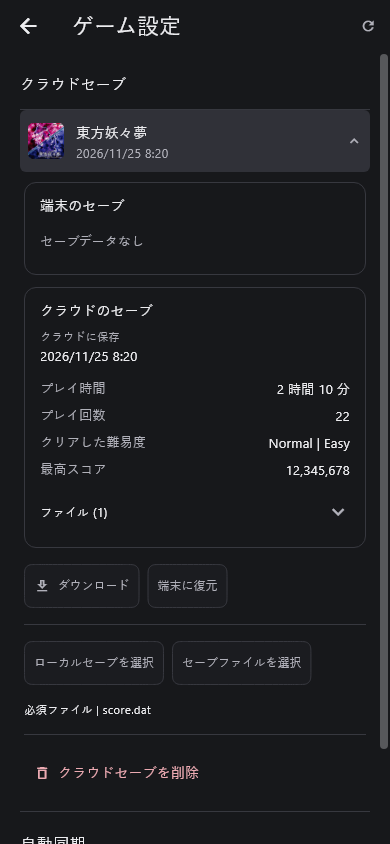 ゲーム設定
クラウドセーブ
東方妖々夢
2026/11/25 8:20
端末のセーブ
セーブデータなし
クラウドのセーブ
クラウドに保存
2026/11/25 8:20
プレイ時間 2 時間 10 分
プレイ回数 22
クリアした難易度 Normal | Easy
最高スコア 12,345,678
ファイル (1)
ダウンロード 端末に復元
ローカルセーブを選択 セーブファイルを選択
必須ファイル | score.dat
クラウドセーブを削除
自動同期